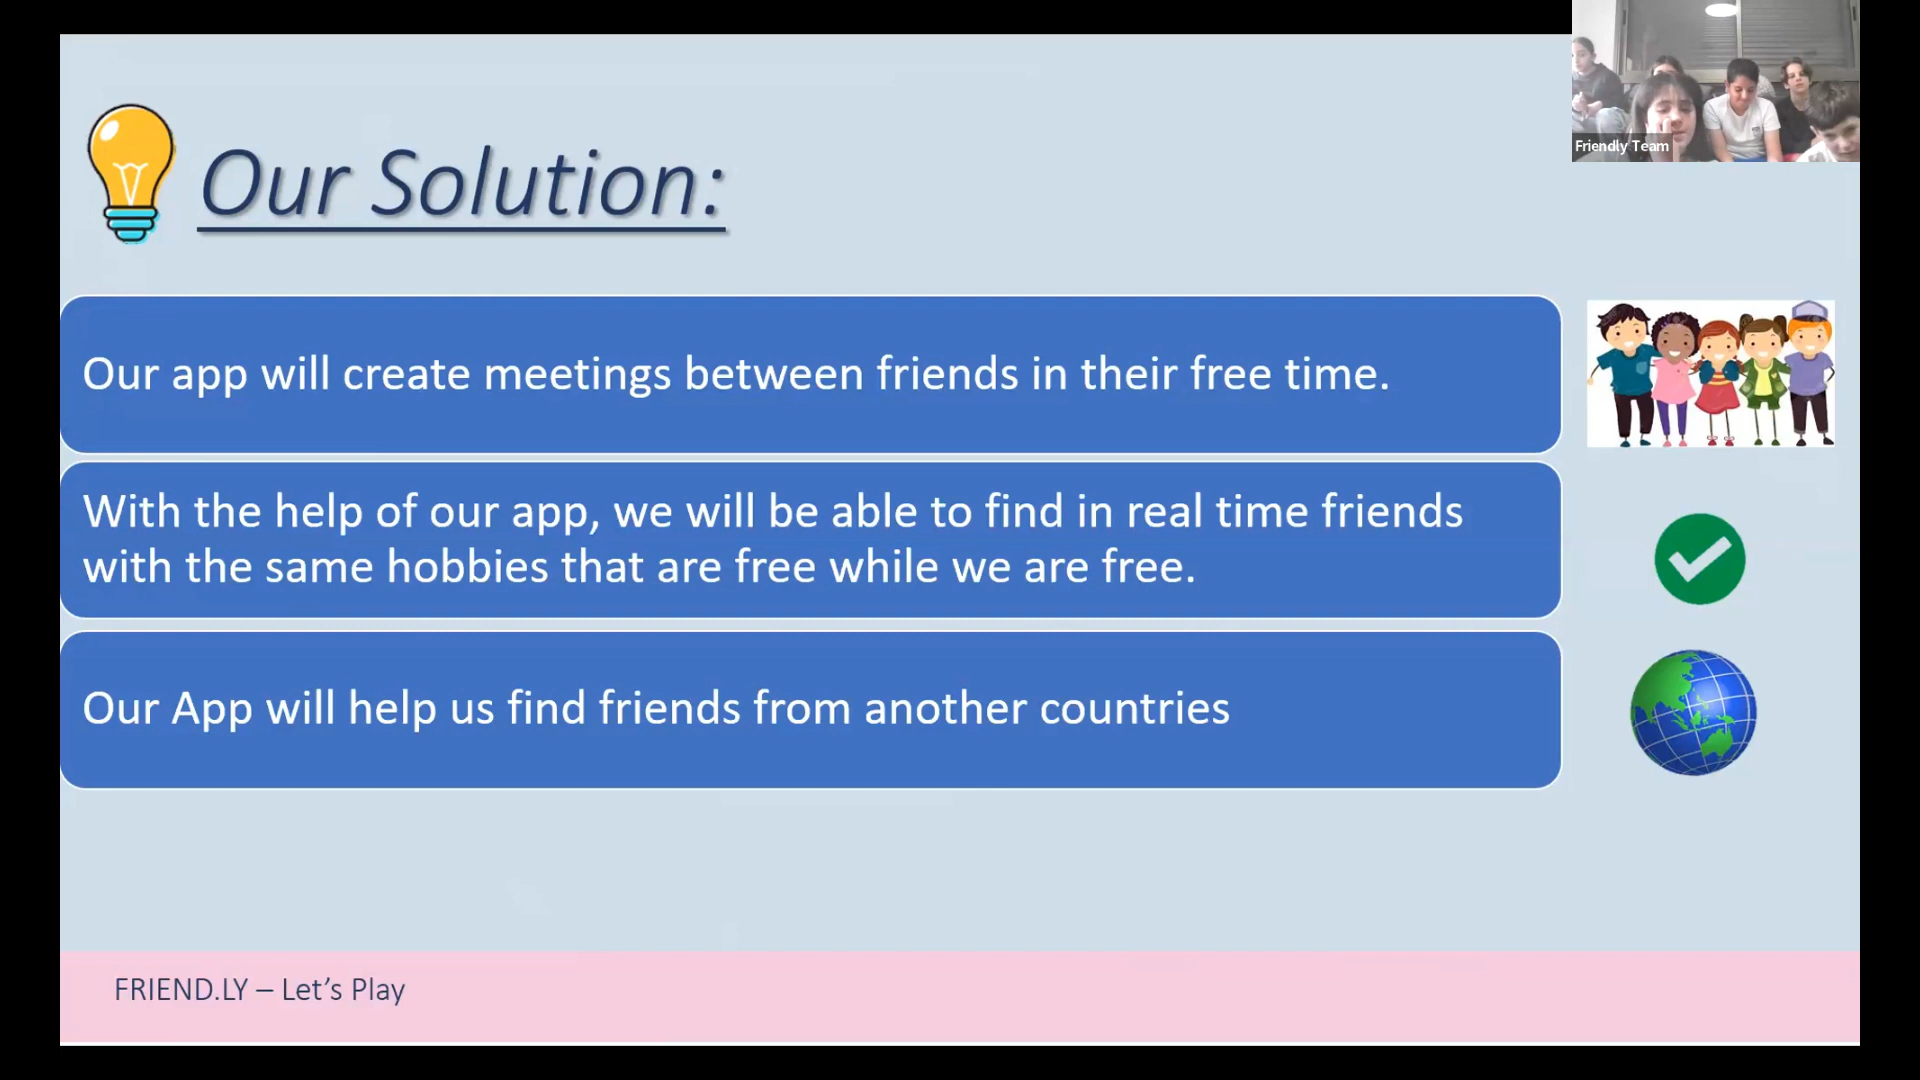 Friendly Team
Our Solution:
Our app will create meetings between friends in their free time.
With the help of our app, we will be able to find in real time friends
with the same hobbies that are free while we are free.
Our App will help us find friends from another countries
FRIEND.LY – Let’s Play